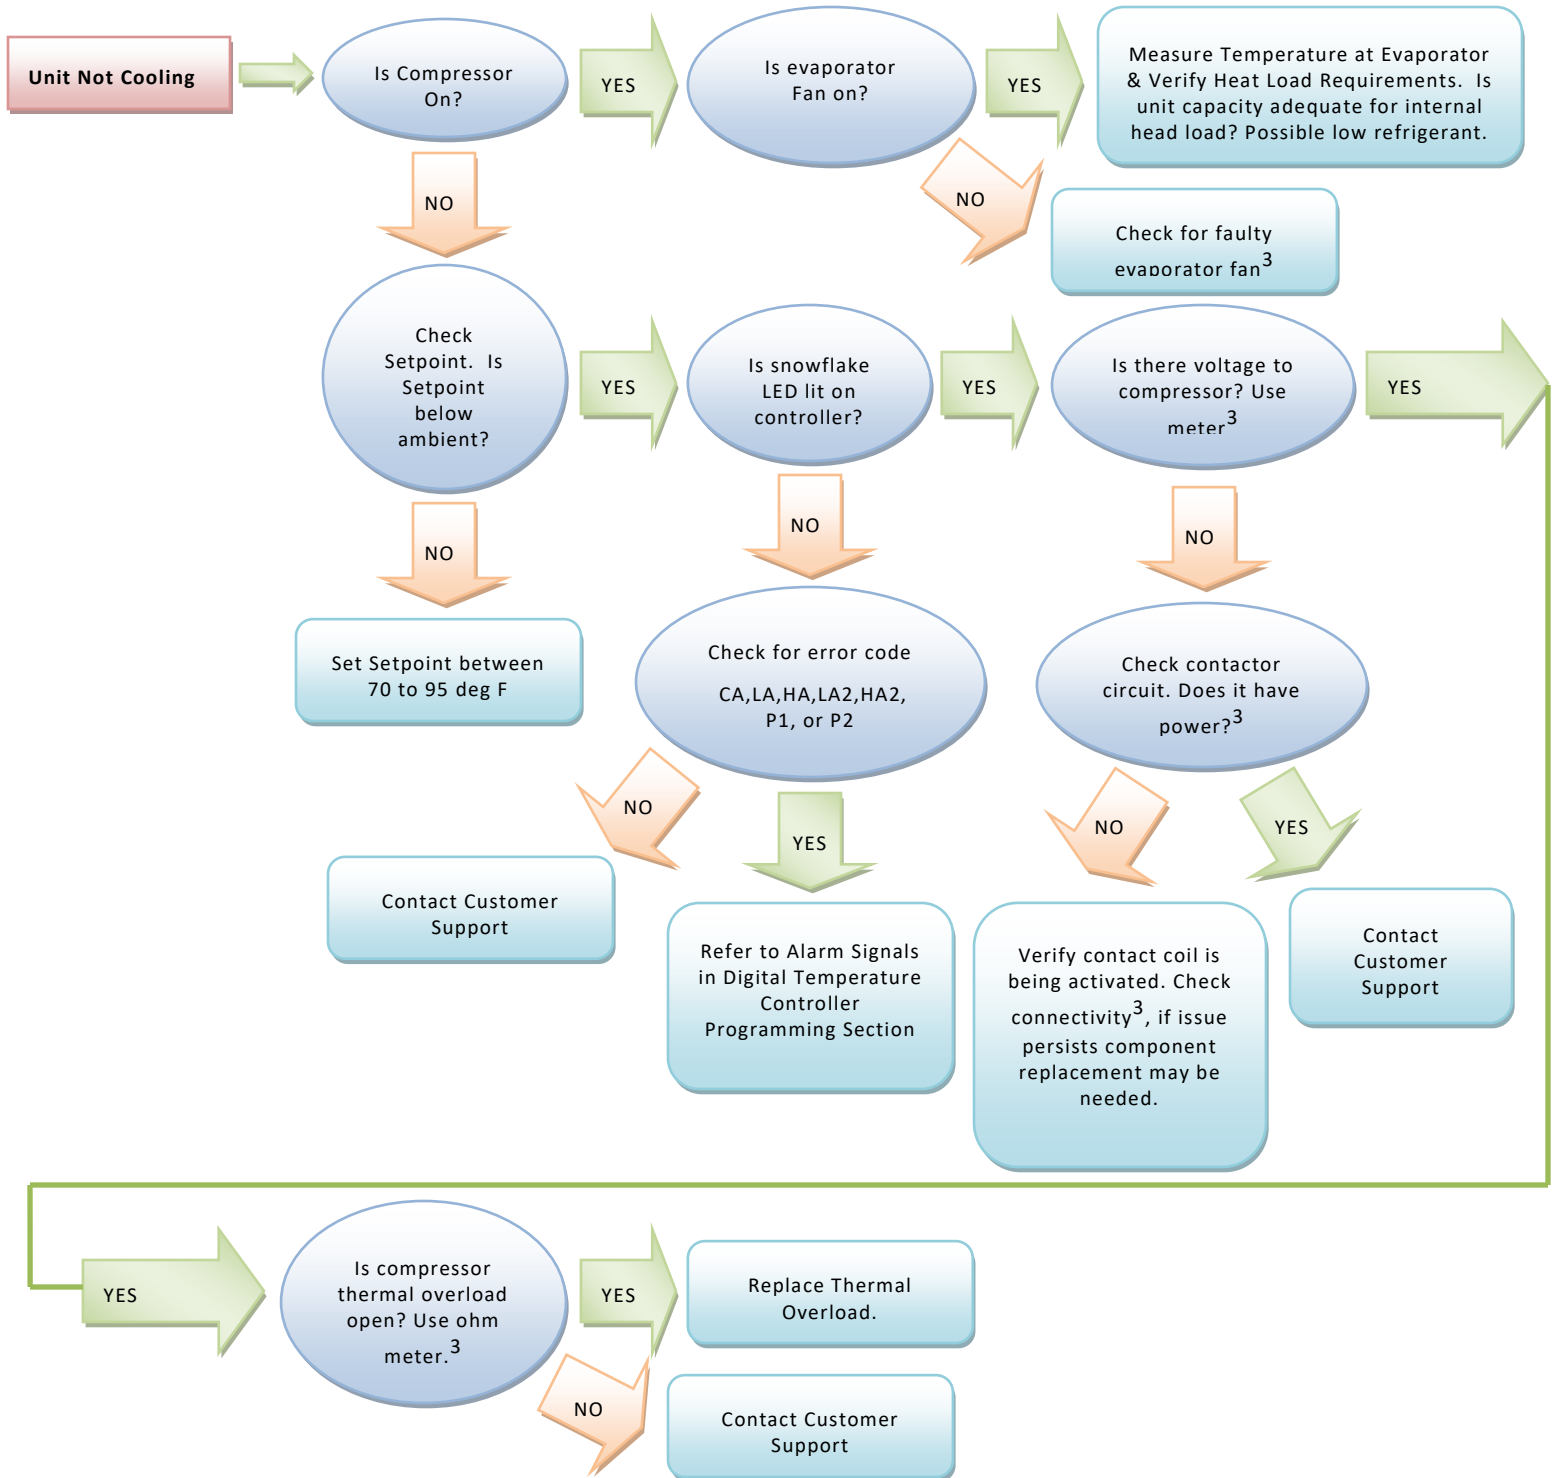 Unit Not Cooling
Is Compressor
On?
YES
Is evaporator
Fan on?
YES
Measure Temperature at Evaporator
& Verify Heat Load Requirements. Is
unit capacity adequate for internal
head load? Possible low refrigerant.
NO
NO
Check for faulty
evaporator fan3
Check
Setpoint. Is
Setpoint
below
ambient?
YES
Is snowflake
LED lit on
controller?
YES
Is there voltage to
compressor? Use
meter3
YES
NO
NO
NO
Set Setpoint between
70 to 95 deg F
Check for error code
CA,LA,HA,LA2,HA2,
P1, or P2
Check contactor
circuit. Does it have
power?3
NO
YES
NO
YES
Contact Customer
Support
Refer to Alarm Signals
in Digital Temperature
Controller
Programming Section
Verify contact coil is
being activated. Check
connectivity3, if issue
persists component
replacement may be
needed.
Contact
Customer
Support
YES
Is compressor
thermal overload
open? Use ohm
meter.3
YES
Replace Thermal
Overload.
NO
Contact Customer
Support